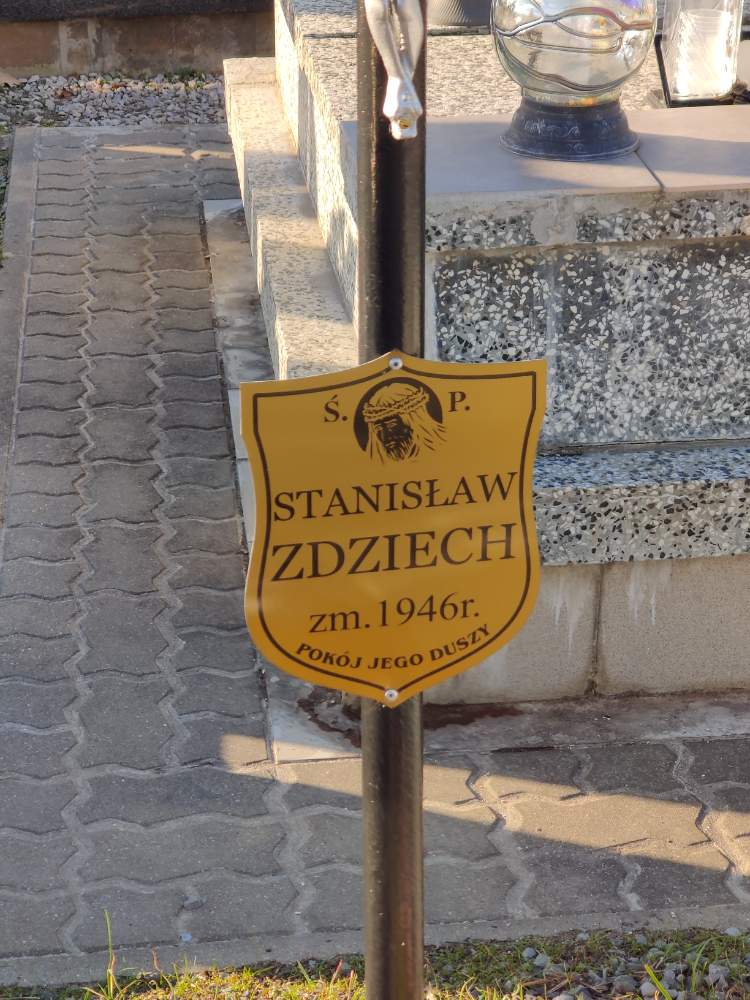 Ś. P.
STANISŁAW
ZDZIECH
zm. 1946r.
POKÓJ JEGO DUSZY